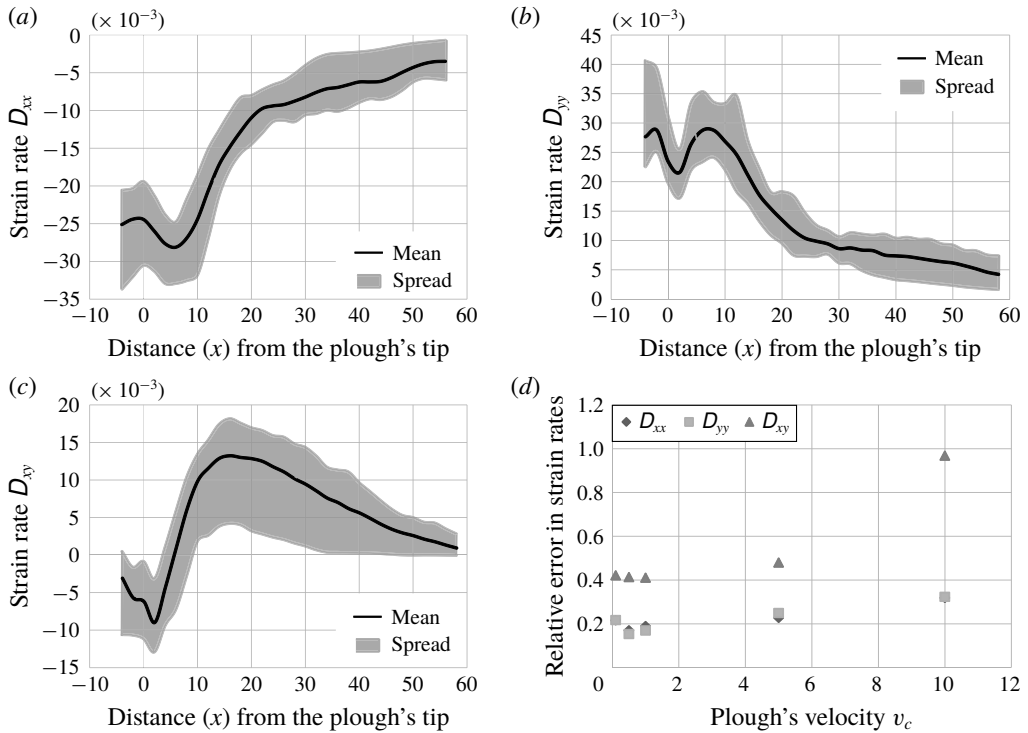 (a)
(× 10⁻³)
0
−5
−10
−15
−20
−25
−30
−35
Strain rate Dxx
−10 0 10 20 30 40 50 60
Distance (x) from the plough's tip
Mean
Spread
(b)
(× 10⁻³)
45
40
35
30
25
20
15
10
5
0
Strain rate Dyy
−10 0 10 20 30 40 50 60
Distance (x) from the plough's tip
Mean
Spread
(c)
(× 10⁻³)
20
15
10
5
0
−5
−10
−15
Strain rate Dxy
−10 0 10 20 30 40 50 60
Distance (x) from the plough's tip
Mean
Spread
(d)
1.2
1.0
0.8
0.6
0.4
0.2
Relative error in strain rates
Dxx Dyy Dxy
0 2 4 6 8 10 12
Plough's velocity vc